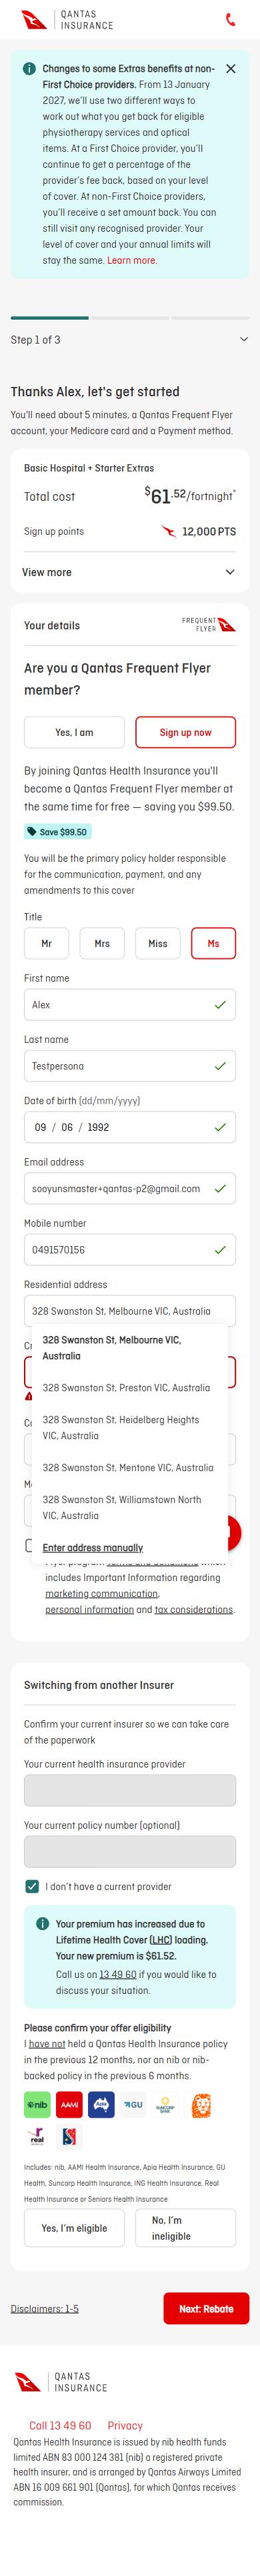 QANTAS
INSURANCE
Changes to some Extras benefits at non-
First Choice providers. From 13 January
2027, we'll use two different ways to
work out what you get back for eligible
physiotherapy services and optical
items. At a First Choice provider, you'll
continue to get a percentage of the
provider's fee back, based on your level
of cover. At non-First Choice providers,
you'll receive a set amount back. You can
still visit any recognised provider. Your
level of cover and your annual limits will
stay the same. Learn more.
Step 1 of 3
Thanks Alex, let's get started
You'll need about 5 minutes, a Qantas Frequent Flyer
account, your Medicare card and a Payment method.
Basic Hospital + Starter Extras
Total cost $61.52/fortnight^
Sign up points 12,000 PTS
View more
Your details FREQUENT
FLYER
Are you a Qantas Frequent Flyer
member?
Yes, I am Sign up now
By joining Qantas Health Insurance you'll
become a Qantas Frequent Flyer member at
the same time for free — saving you $99.50.
Save $99.50
You will be the primary policy holder responsible
for the communication, payment, and any
amendments to this cover
Title
Mr Mrs Miss Ms
First name
Alex
Last name
Testpersona
Date of birth (dd/mm/yyyy)
09 / 06 / 1992
Email address
sooyunsmaster+qantas-p2@gmail.com
Mobile number
0491570156
Residential address
328 Swanston St, Melbourne VIC, Australia
328 Swanston St, Melbourne VIC,
Australia
328 Swanston St, Preston VIC, Australia
328 Swanston St, Heidelberg Heights
VIC, Australia
328 Swanston St, Mentone VIC, Australia
328 Swanston St, Williamstown North
VIC, Australia
Enter address manually
includes Important Information regarding
marketing communication,
personal information and tax considerations.
Switching from another Insurer
Confirm your current insurer so we can take care
of the paperwork
Your current health insurance provider
Your current policy number (optional)
I don't have a current provider
Your premium has increased due to
Lifetime Health Cover (LHC) loading.
Your new premium is $61.52.
Call us on 13 49 60 if you would like to
discuss your situation.
Please confirm your offer eligibility
I have not held a Qantas Health Insurance policy
in the previous 12 months, nor an nib or nib-
backed policy in the previous 6 months.
nib AAMI Apia GU SUNCORP BANK
real
Includes: nib, AAMI Health Insurance, Apia Health Insurance, GU
Health, Suncorp Health Insurance, ING Health Insurance, Real
Health Insurance or Seniors Health Insurance
Yes, I'm eligible No, I'm
ineligible
Disclaimers: 1-5 Next: Rebate
QANTAS
INSURANCE
Call 13 49 60 Privacy
Qantas Health Insurance is issued by nib health funds
limited ABN 83 000 124 381 (nib) a registered private
health insurer, and is arranged by Qantas Airways Limited
ABN 16 009 661 901 (Qantas), for which Qantas receives
commission.